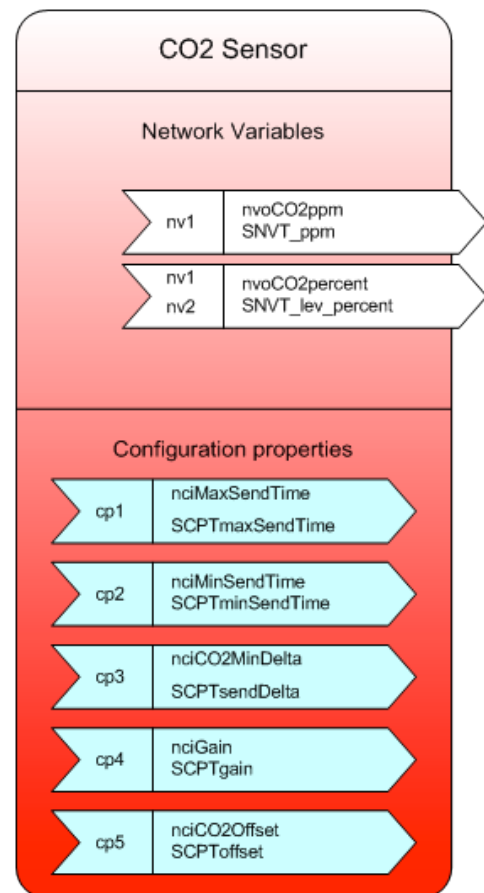 CO2 Sensor
Network Variables
nv1
nvoCO2ppm
SNVT_ppm
nv1
nv2
nvoCO2percent
SNVT_lev_percent
Configuration properties
cp1
nciMaxSendTime
SCPTmaxSendTime
cp2
nciMinSendTime
SCPTminSendTime
cp3
nciCO2MinDelta
SCPTsendDelta
cp4
nciGain
SCPTgain
cp5
nciCO2Offset
SCPToffset